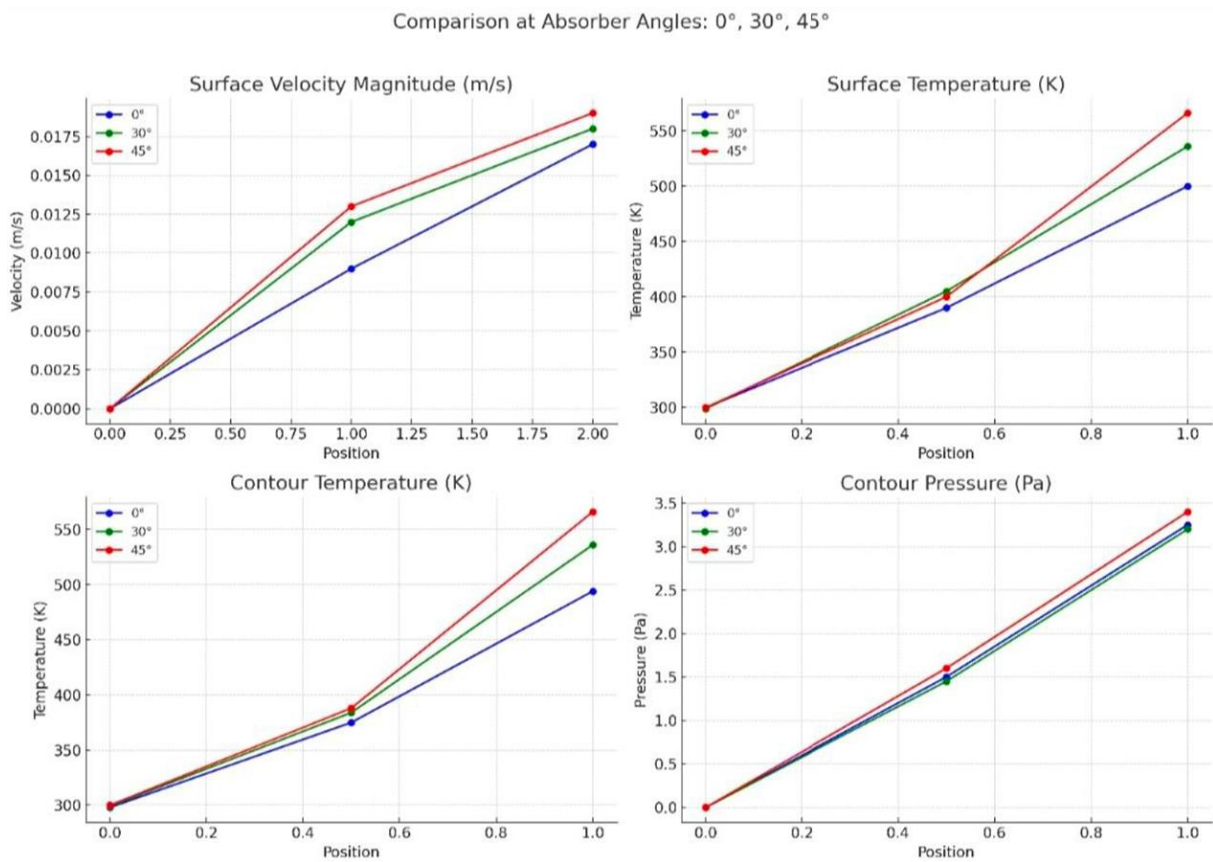 Comparison at Absorber Angles: 0°, 30°, 45°
Surface Velocity Magnitude (m/s)
0°
30°
45°
0.0175
0.0150
0.0125
0.0100
0.0075
0.0050
0.0025
0.0000
Velocity (m/s)
0.00 0.25 0.50 0.75 1.00 1.25 1.50 1.75 2.00
Position
Surface Temperature (K)
0°
30°
45°
550
500
450
400
350
300
Temperature (K)
0.0 0.2 0.4 0.6 0.8 1.0
Position
Contour Temperature (K)
0°
30°
45°
550
500
450
400
350
300
Temperature (K)
0.0 0.2 0.4 0.6 0.8 1.0
Position
Contour Pressure (Pa)
0°
30°
45°
3.5
3.0
2.5
2.0
1.5
1.0
0.5
0.0
Pressure (Pa)
0.0 0.2 0.4 0.6 0.8 1.0
Position